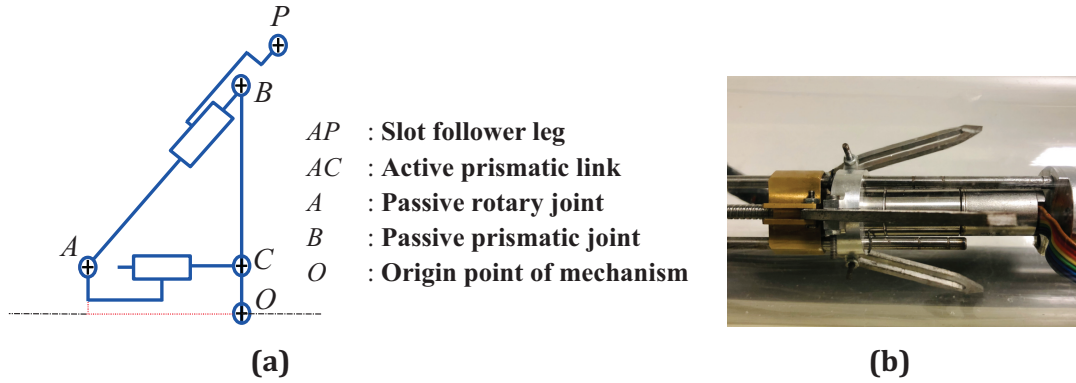 P
B
A
C
O
AP : Slot follower leg
AC : Active prismatic link
A : Passive rotary joint
B : Passive prismatic joint
O : Origin point of mechanism
(a)
(b)